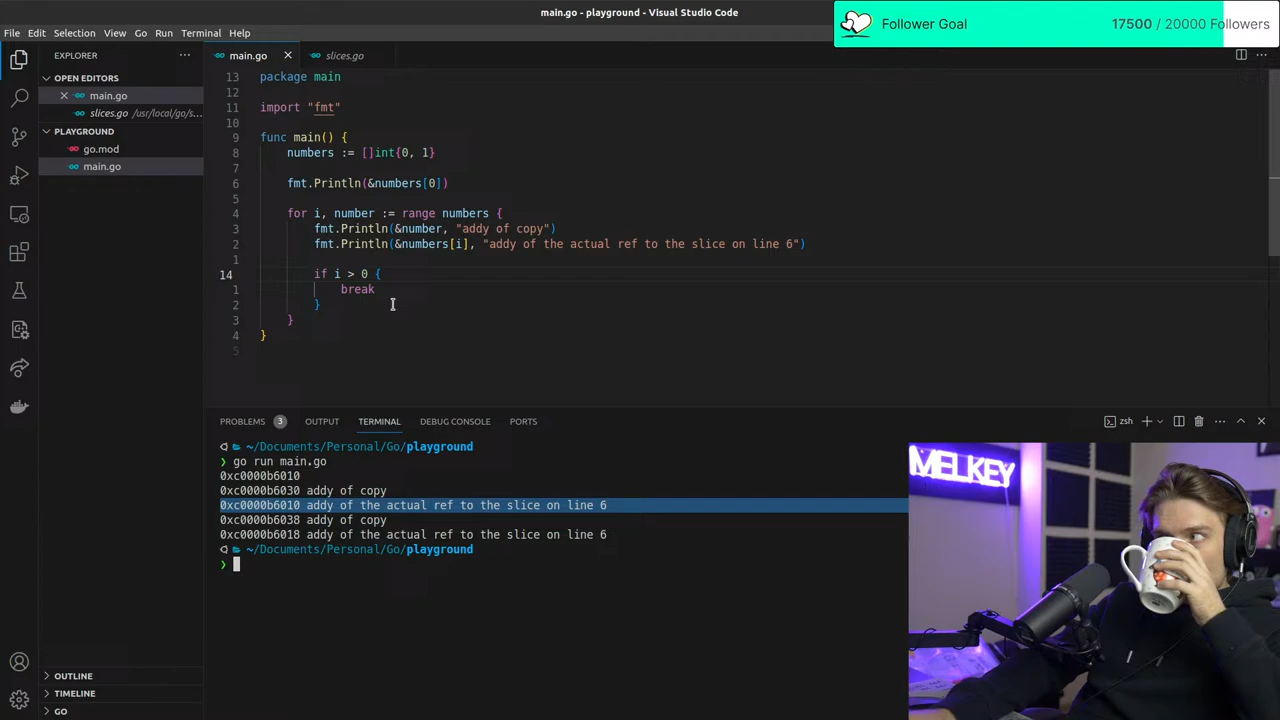 main.go - playground - Visual Studio Code
Follower Goal
17500 / 20000 Followers
File Edit Selection View Go Run Terminal Help
EXPLORER
OPEN EDITORS
main.go
slices.go /usr/local/go/s...
PLAYGROUND
go.mod
main.go
OUTLINE
TIMELINE
GO
main.go
slices.go
13 package main
12
11 import "fmt"
10
9 func main() {
8 numbers := []int{0, 1}
7
6 fmt.Println(&numbers[0])
5
4 for i, number := range numbers {
3 fmt.Println(&number, "addy of copy")
2 fmt.Println(&numbers[i], "addy of the actual ref to the slice on line 6")
1
14 if i > 0 {
1 break
2 }
3 }
4 }
5
PROBLEMS 3 OUTPUT TERMINAL DEBUG CONSOLE PORTS
zsh
~/Documents/Personal/Go/playground
❯ go run main.go
0xc0000b6010
0xc0000b6030 addy of copy
0xc0000b6010 addy of the actual ref to the slice on line 6
0xc0000b6038 addy of copy
0xc0000b6018 addy of the actual ref to the slice on line 6
~/Documents/Personal/Go/playground
❯
MELKEY